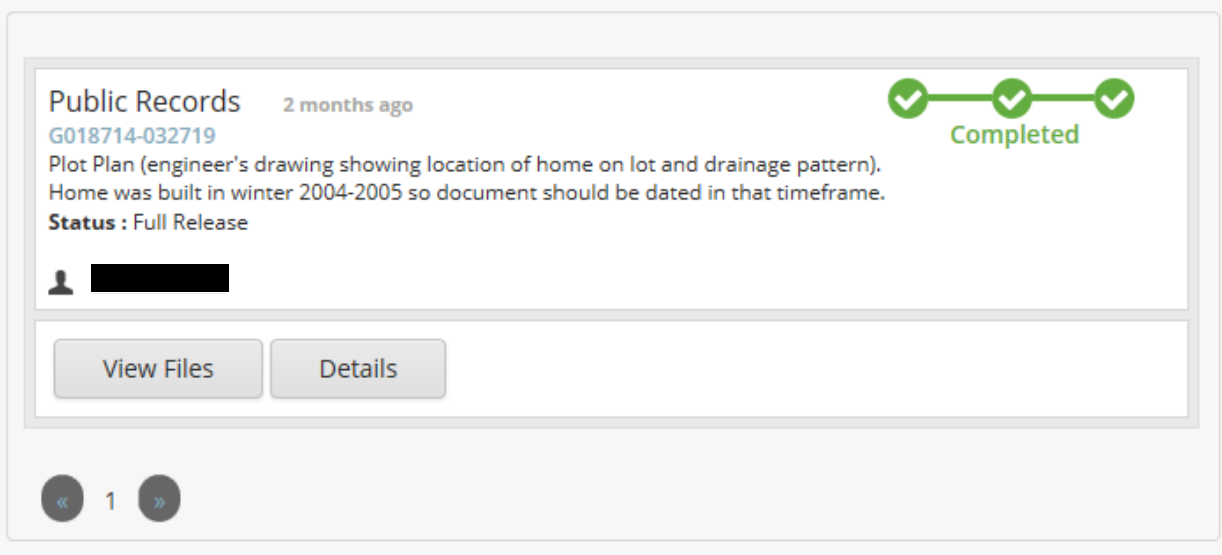 Public Records 2 months ago
G018714-032719
Completed
Plot Plan (engineer's drawing showing location of home on lot and drainage pattern).
Home was built in winter 2004-2005 so document should be dated in that timeframe.
Status : Full Release
View Files Details
« 1 »